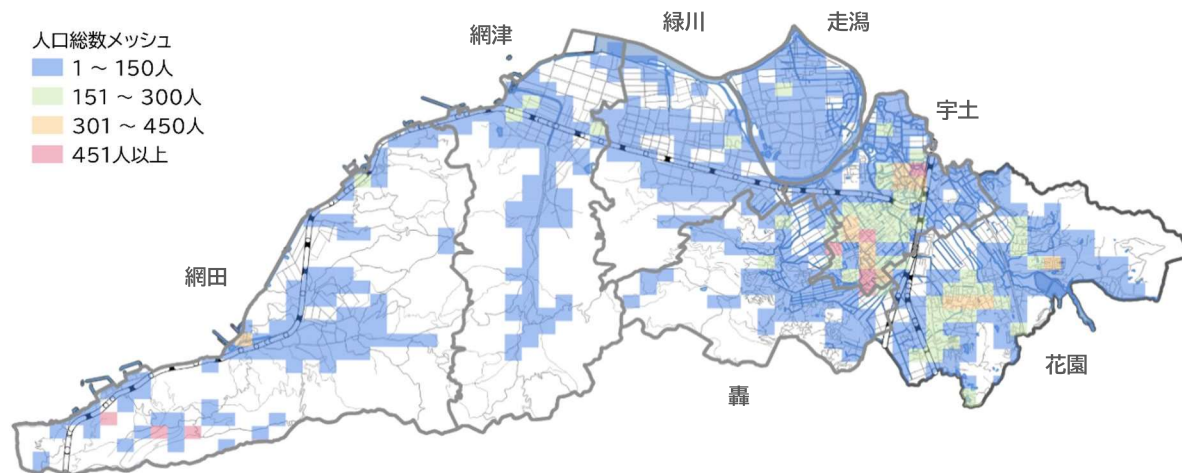 人口総数メッシュ
1 ～ 150人
151 ～ 300人
301 ～ 450人
451人以上
網津
緑川
走潟
宇土
網田
轟
花園